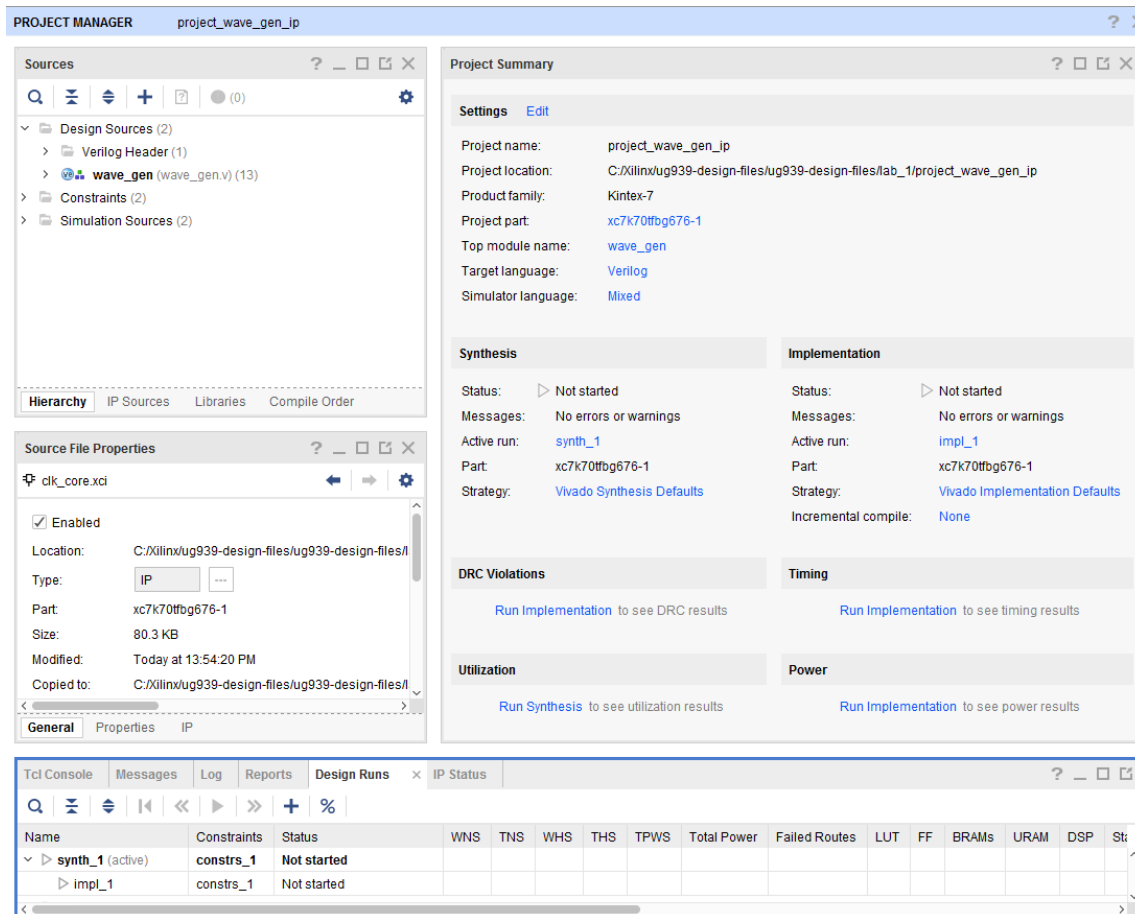 PROJECT MANAGER project_wave_gen_ip ?
Sources ?
(0)
Design Sources (2)
Verilog Header (1)
wave_gen (wave_gen.v) (13)
Constraints (2)
Simulation Sources (2)
Hierarchy IP Sources Libraries Compile Order
Source File Properties ?
clk_core.xci
Enabled
Location: C:/Xilinx/ug939-design-files/ug939-design-files/l
Type: IP ...
Part: xc7k70tfbg676-1
Size: 80.3 KB
Modified: Today at 13:54:20 PM
Copied to: C:/Xilinx/ug939-design-files/ug939-design-files/l
General Properties IP
Project Summary ?
Settings Edit
Project name: project_wave_gen_ip
Project location: C:/Xilinx/ug939-design-files/ug939-design-files/lab_1/project_wave_gen_ip
Product family: Kintex-7
Project part: xc7k70tfbg676-1
Top module name: wave_gen
Target language: Verilog
Simulator language: Mixed
Synthesis
Status: Not started
Messages: No errors or warnings
Active run: synth_1
Part: xc7k70tfbg676-1
Strategy: Vivado Synthesis Defaults
Implementation
Status: Not started
Messages: No errors or warnings
Active run: impl_1
Part: xc7k70tfbg676-1
Strategy: Vivado Implementation Defaults
Incremental compile: None
DRC Violations
Run Implementation to see DRC results
Timing
Run Implementation to see timing results
Utilization
Run Synthesis to see utilization results
Power
Run Implementation to see power results
Tcl Console Messages Log Reports Design Runs IP Status ?
%
Name Constraints Status WNS TNS WHS THS TPWS Total Power Failed Routes LUT FF BRAMs URAM DSP Sta
synth_1 (active) constrs_1 Not started
impl_1 constrs_1 Not started